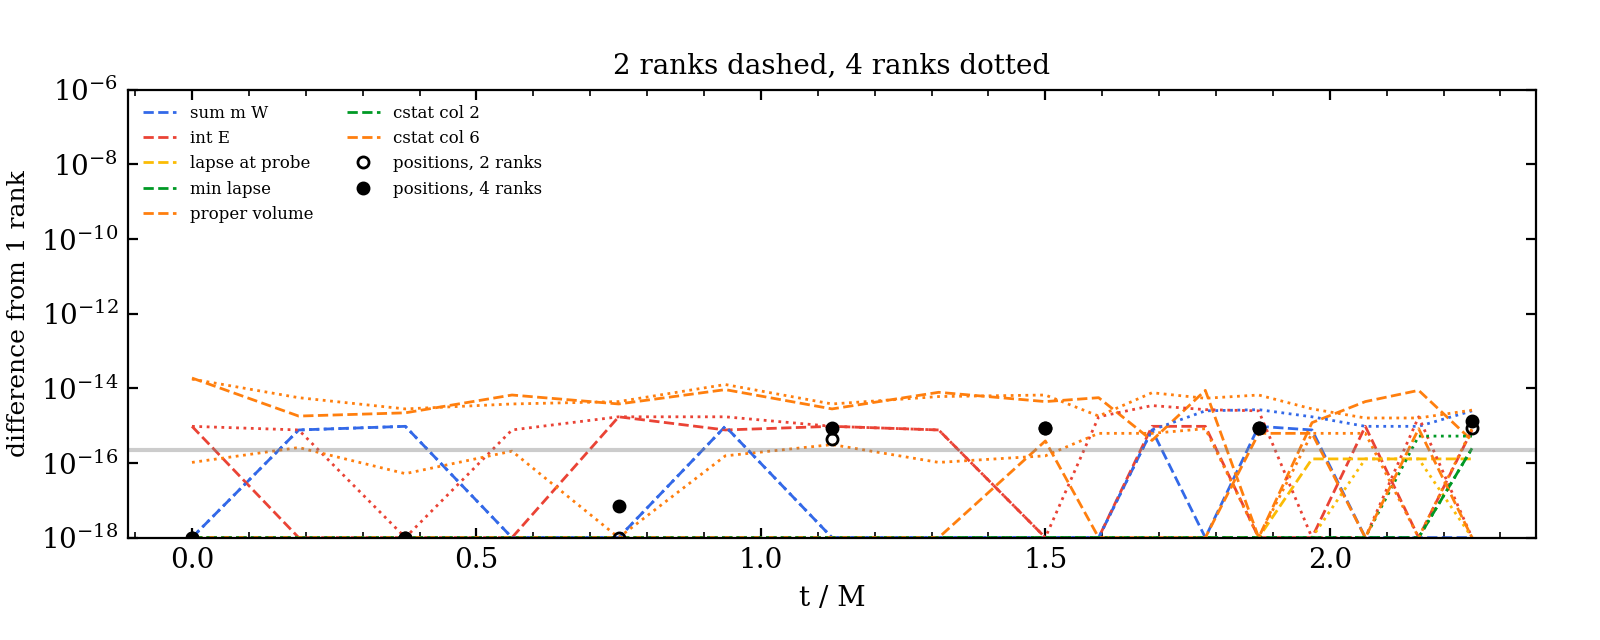 2 ranks dashed, 4 ranks dotted
difference from 1 rank
10⁻⁶
10⁻⁸
10⁻¹⁰
10⁻¹²
10⁻¹⁴
10⁻¹⁶
10⁻¹⁸
sum m W
int E
lapse at probe
min lapse
proper volume
cstat col 2
cstat col 6
positions, 2 ranks
positions, 4 ranks
0.0 0.5 1.0 1.5 2.0
t / M